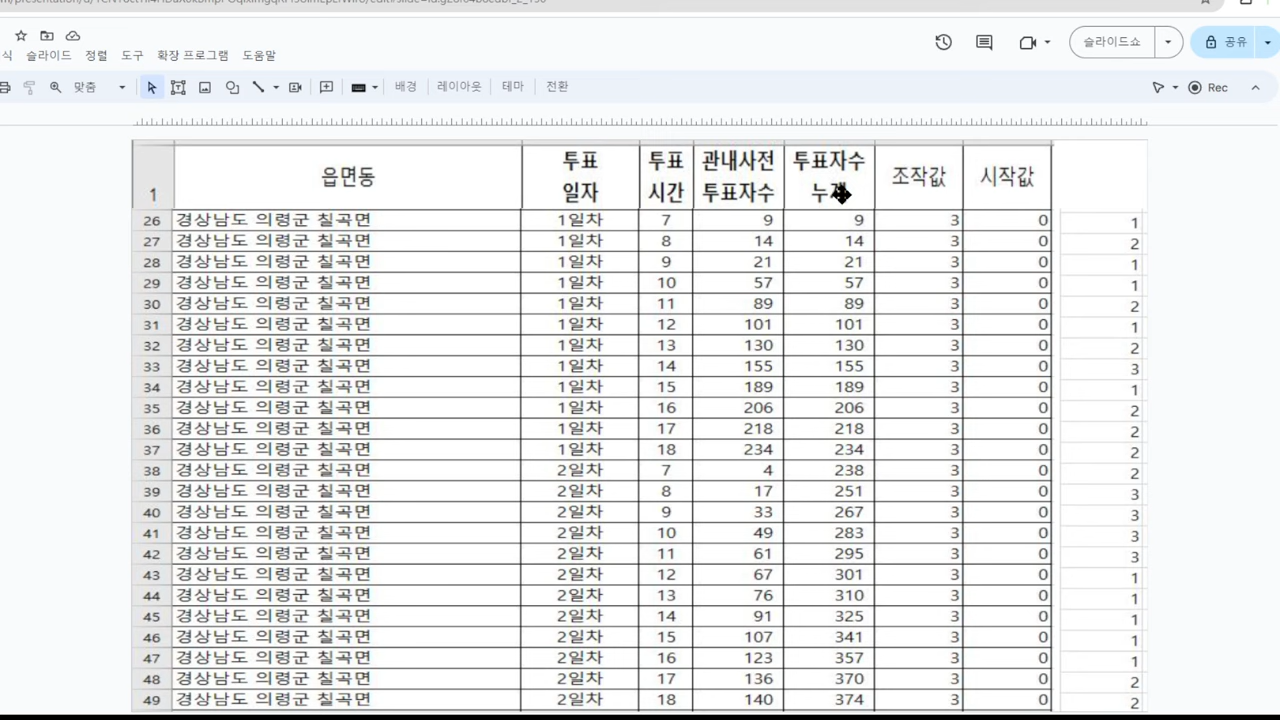 식 슬라이드 정렬 도구 확장 프로그램 도움말
슬라이드쇼 공유
맞춤 배경 레이아웃 테마 전환 Rec
1 읍면동 투표 일자 투표 시간 관내사전 투표자수 투표자수 조작값 시작값
26 경상남도 의령군 칠곡면 1일차 7 9 9 3 0 1
27 경상남도 의령군 칠곡면 1일차 8 14 14 3 0 2
28 경상남도 의령군 칠곡면 1일차 9 21 21 3 0 1
29 경상남도 의령군 칠곡면 1일차 10 57 57 3 0 1
30 경상남도 의령군 칠곡면 1일차 11 89 89 3 0 2
31 경상남도 의령군 칠곡면 1일차 12 101 101 3 0 1
32 경상남도 의령군 칠곡면 1일차 13 130 130 3 0 2
33 경상남도 의령군 칠곡면 1일차 14 155 155 3 0 3
34 경상남도 의령군 칠곡면 1일차 15 189 189 3 0 1
35 경상남도 의령군 칠곡면 1일차 16 206 206 3 0 2
36 경상남도 의령군 칠곡면 1일차 17 218 218 3 0 2
37 경상남도 의령군 칠곡면 1일차 18 234 234 3 0 2
38 경상남도 의령군 칠곡면 2일차 7 4 238 3 0 2
39 경상남도 의령군 칠곡면 2일차 8 17 251 3 0 3
40 경상남도 의령군 칠곡면 2일차 9 33 267 3 0 3
41 경상남도 의령군 칠곡면 2일차 10 49 283 3 0 3
42 경상남도 의령군 칠곡면 2일차 11 61 295 3 0 3
43 경상남도 의령군 칠곡면 2일차 12 67 301 3 0 1
44 경상남도 의령군 칠곡면 2일차 13 76 310 3 0 1
45 경상남도 의령군 칠곡면 2일차 14 91 325 3 0 1
46 경상남도 의령군 칠곡면 2일차 15 107 341 3 0 1
47 경상남도 의령군 칠곡면 2일차 16 123 357 3 0 1
48 경상남도 의령군 칠곡면 2일차 17 136 370 3 0 2
49 경상남도 의령군 칠곡면 2일차 18 140 374 3 0 2